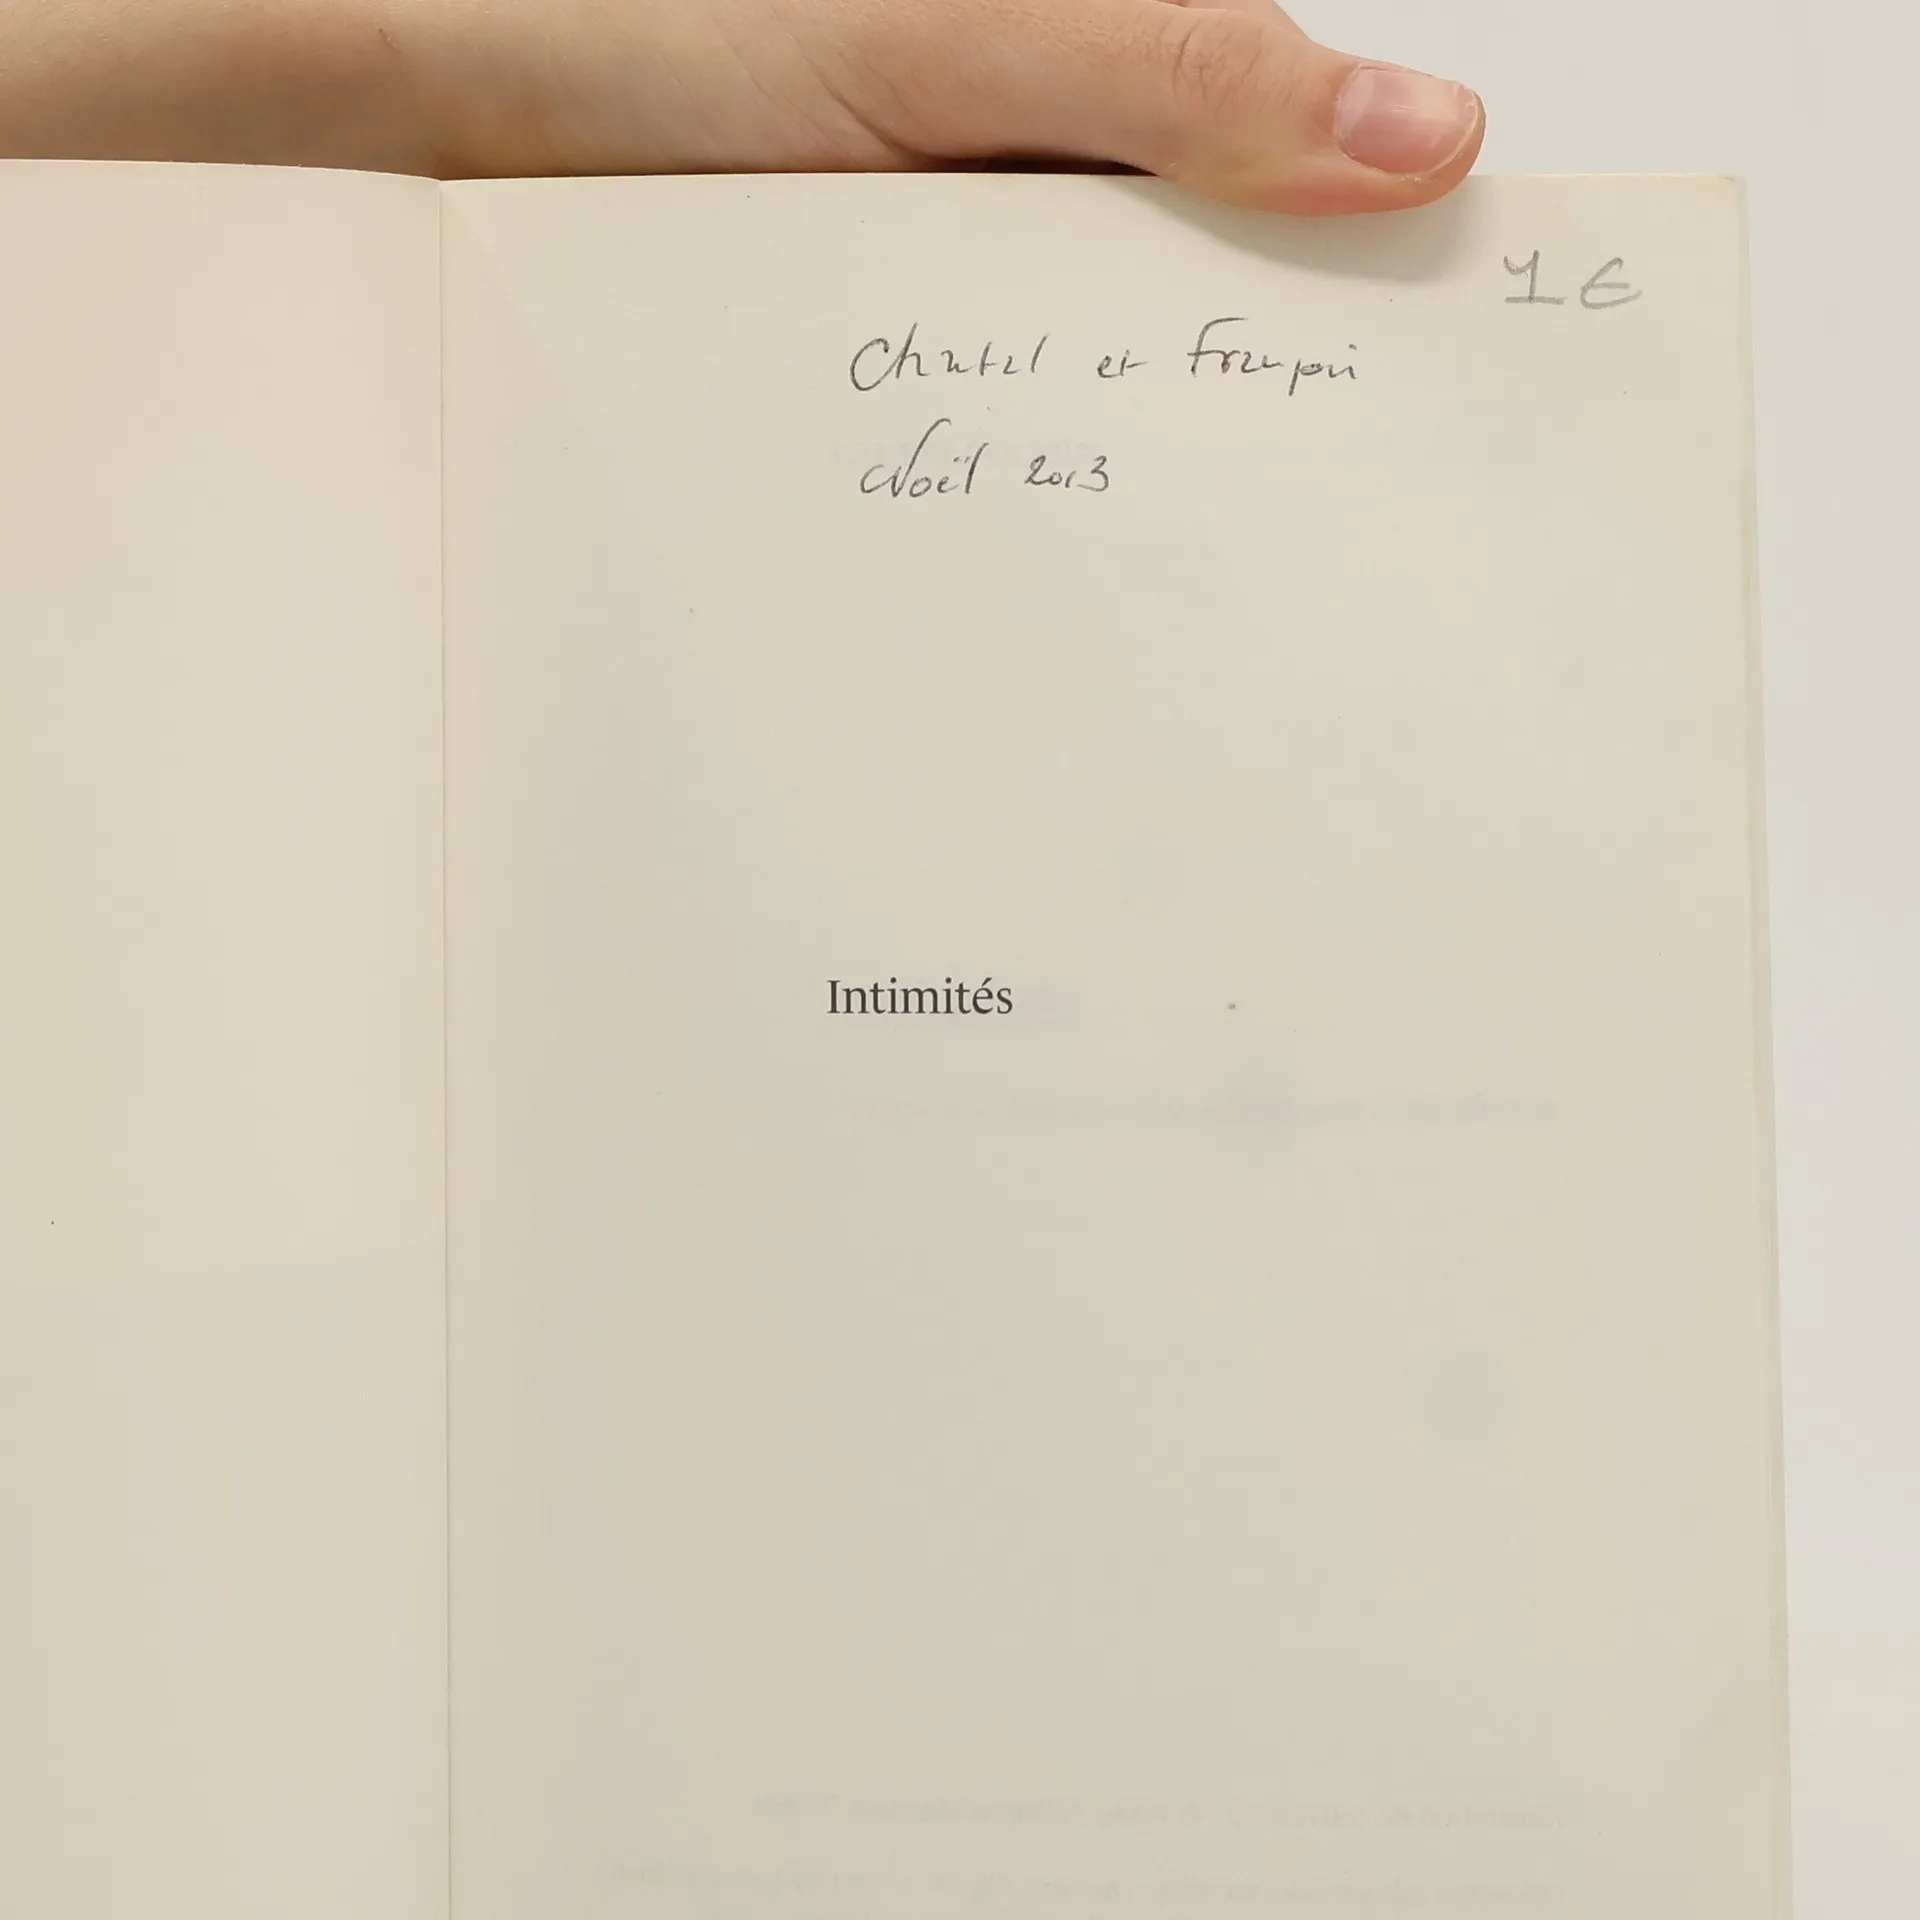 1 €
Chantal et François
Noël 2013
Intimités